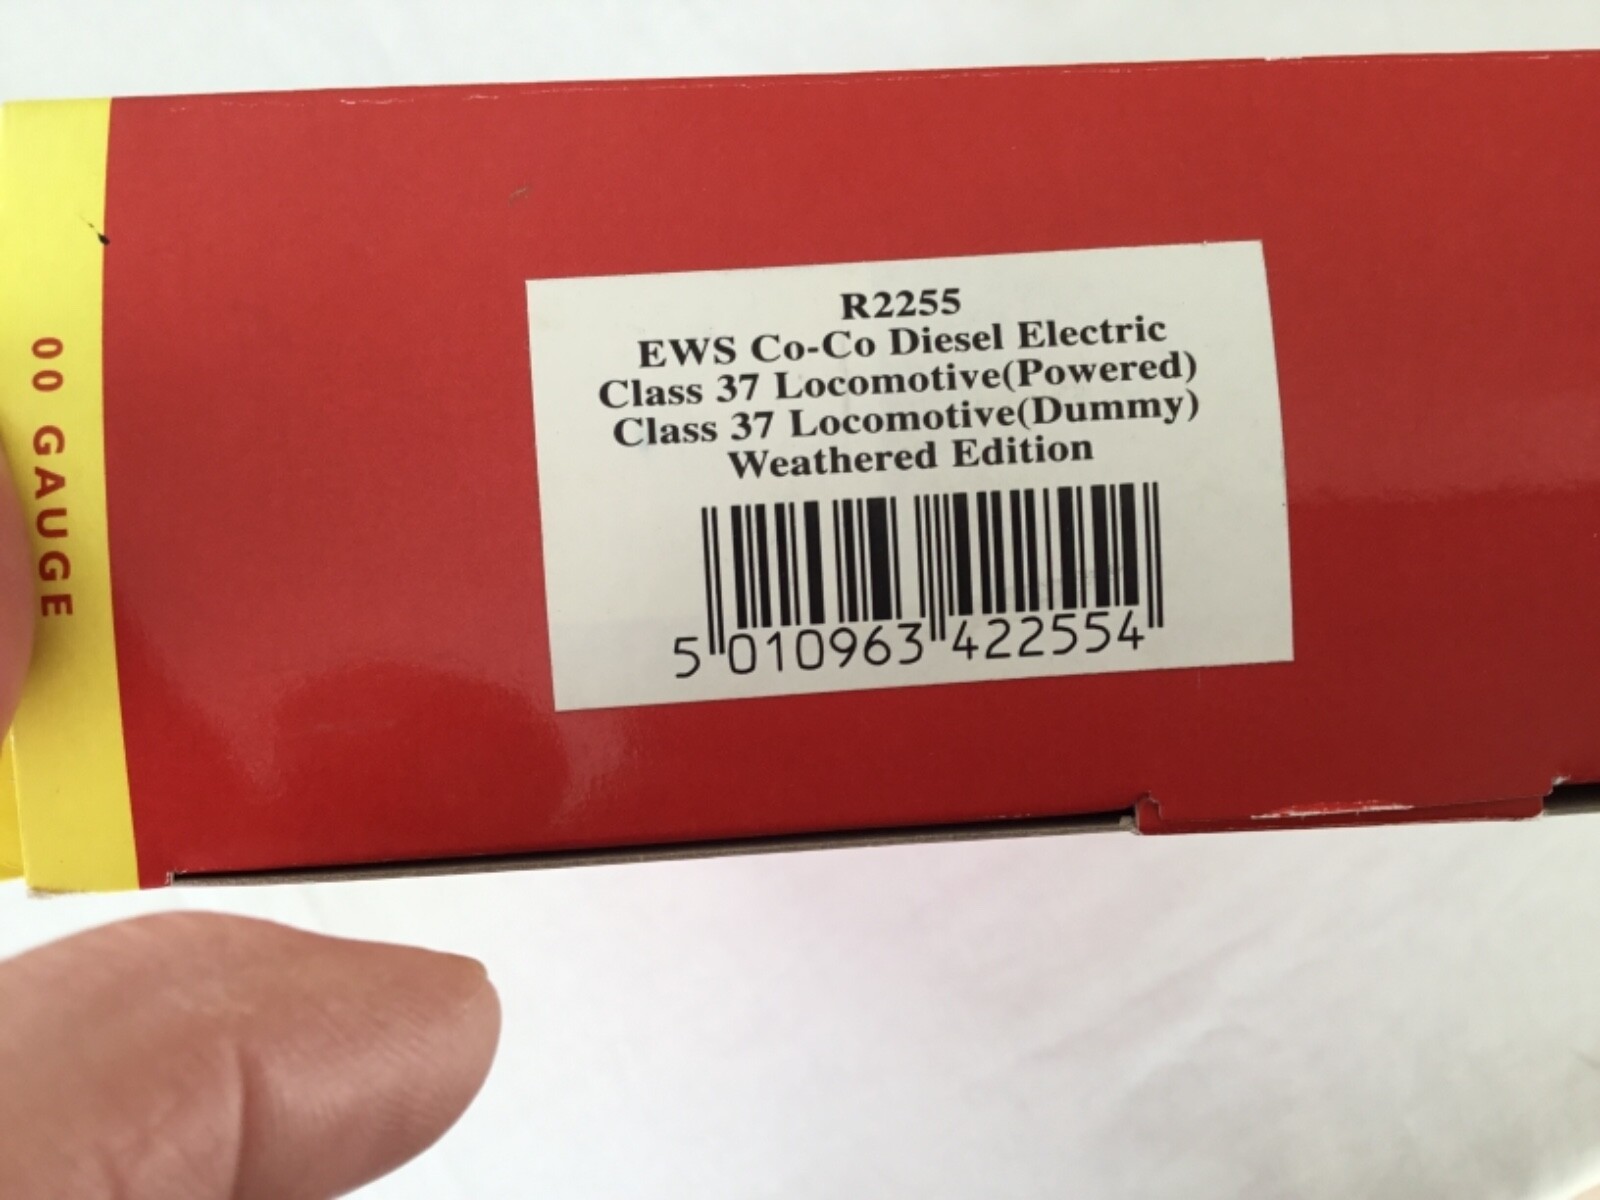 00 GAUGE
R2255
EWS Co-Co Diesel Electric
Class 37 Locomotive(Powered)
Class 37 Locomotive(Dummy)
Weathered Edition
5 010963 422554